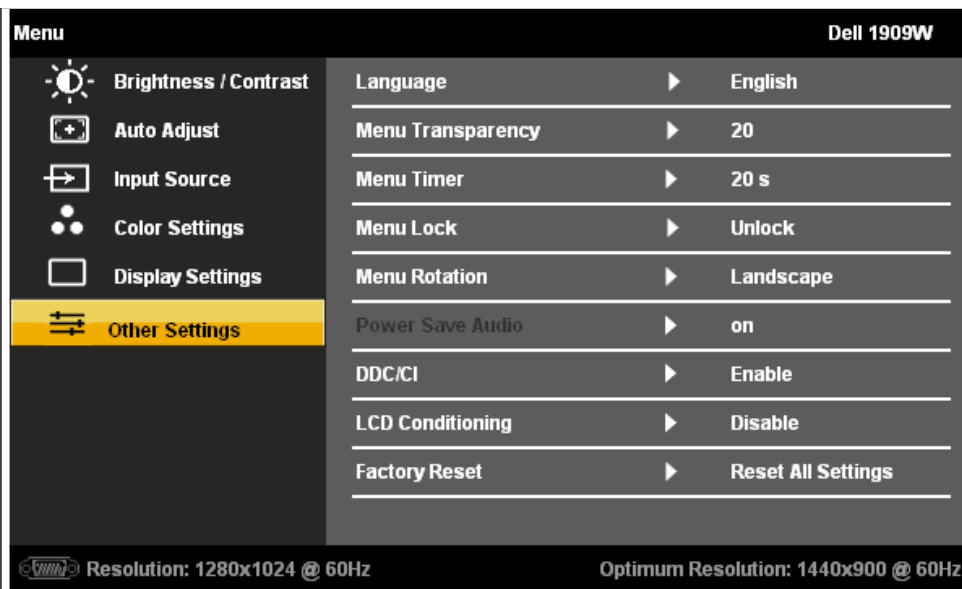 Menu Dell 1909W
Brightness / Contrast Language English
Auto Adjust Menu Transparency 20
Input Source Menu Timer 20 s
Color Settings Menu Lock Unlock
Display Settings Menu Rotation Landscape
Other Settings Power Save Audio on
DDC/CI Enable
LCD Conditioning Disable
Factory Reset Reset All Settings
Resolution: 1280x1024 @ 60Hz Optimum Resolution: 1440x900 @ 60Hz